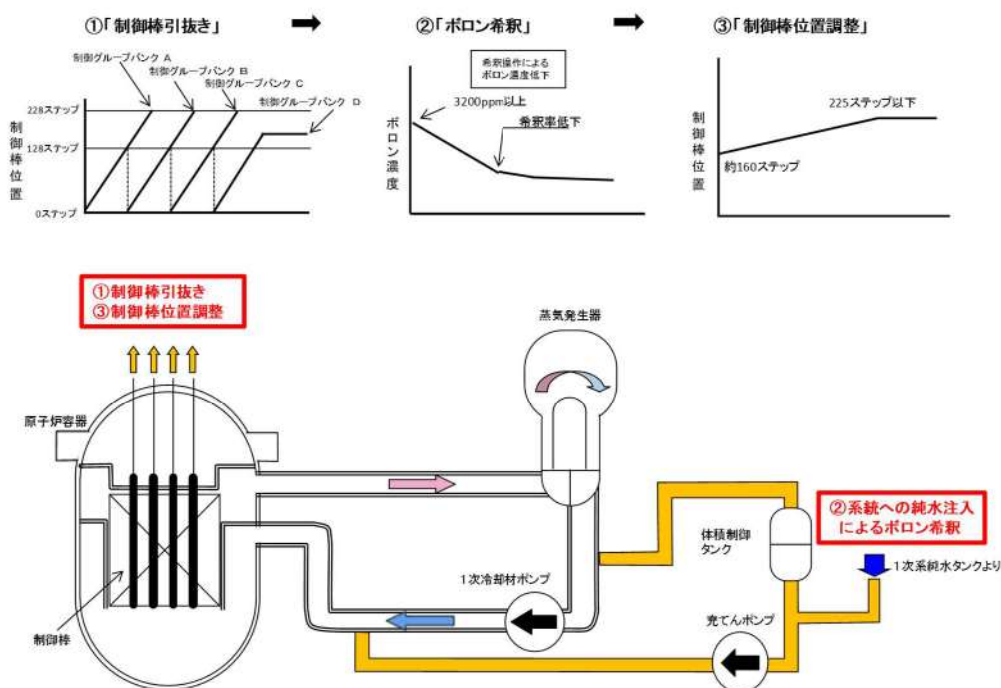 ①「制御棒引抜き」
②「ボロン希釈」
③「制御棒位置調整」
制御グループバンク A
制御グループバンク B
制御グループバンク C
制御グループバンク D
228ステップ
128ステップ
0ステップ
制御棒位置
希釈操作による
ボロン濃度低下
3200ppm以上
希釈率低下
ボロン濃度
225ステップ以下
約160ステップ
制御棒位置
①制御棒引抜き
③制御棒位置調整
蒸気発生器
原子炉容器
②系統への純水注入
によるボロン希釈
体積制御
タンク
1次系純水タンクより
1次冷却材ポンプ
充てんポンプ
制御棒